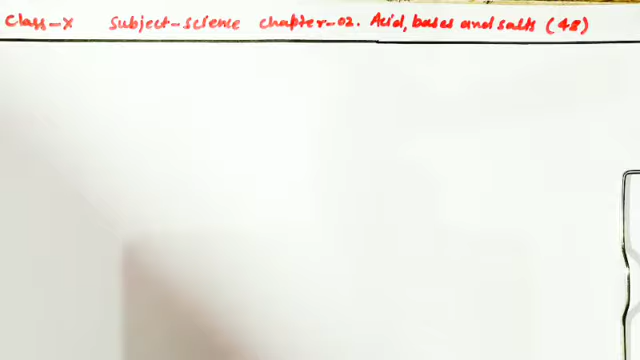 Class-X Subject-Science chapter-02. Acid, bases and salts (48)